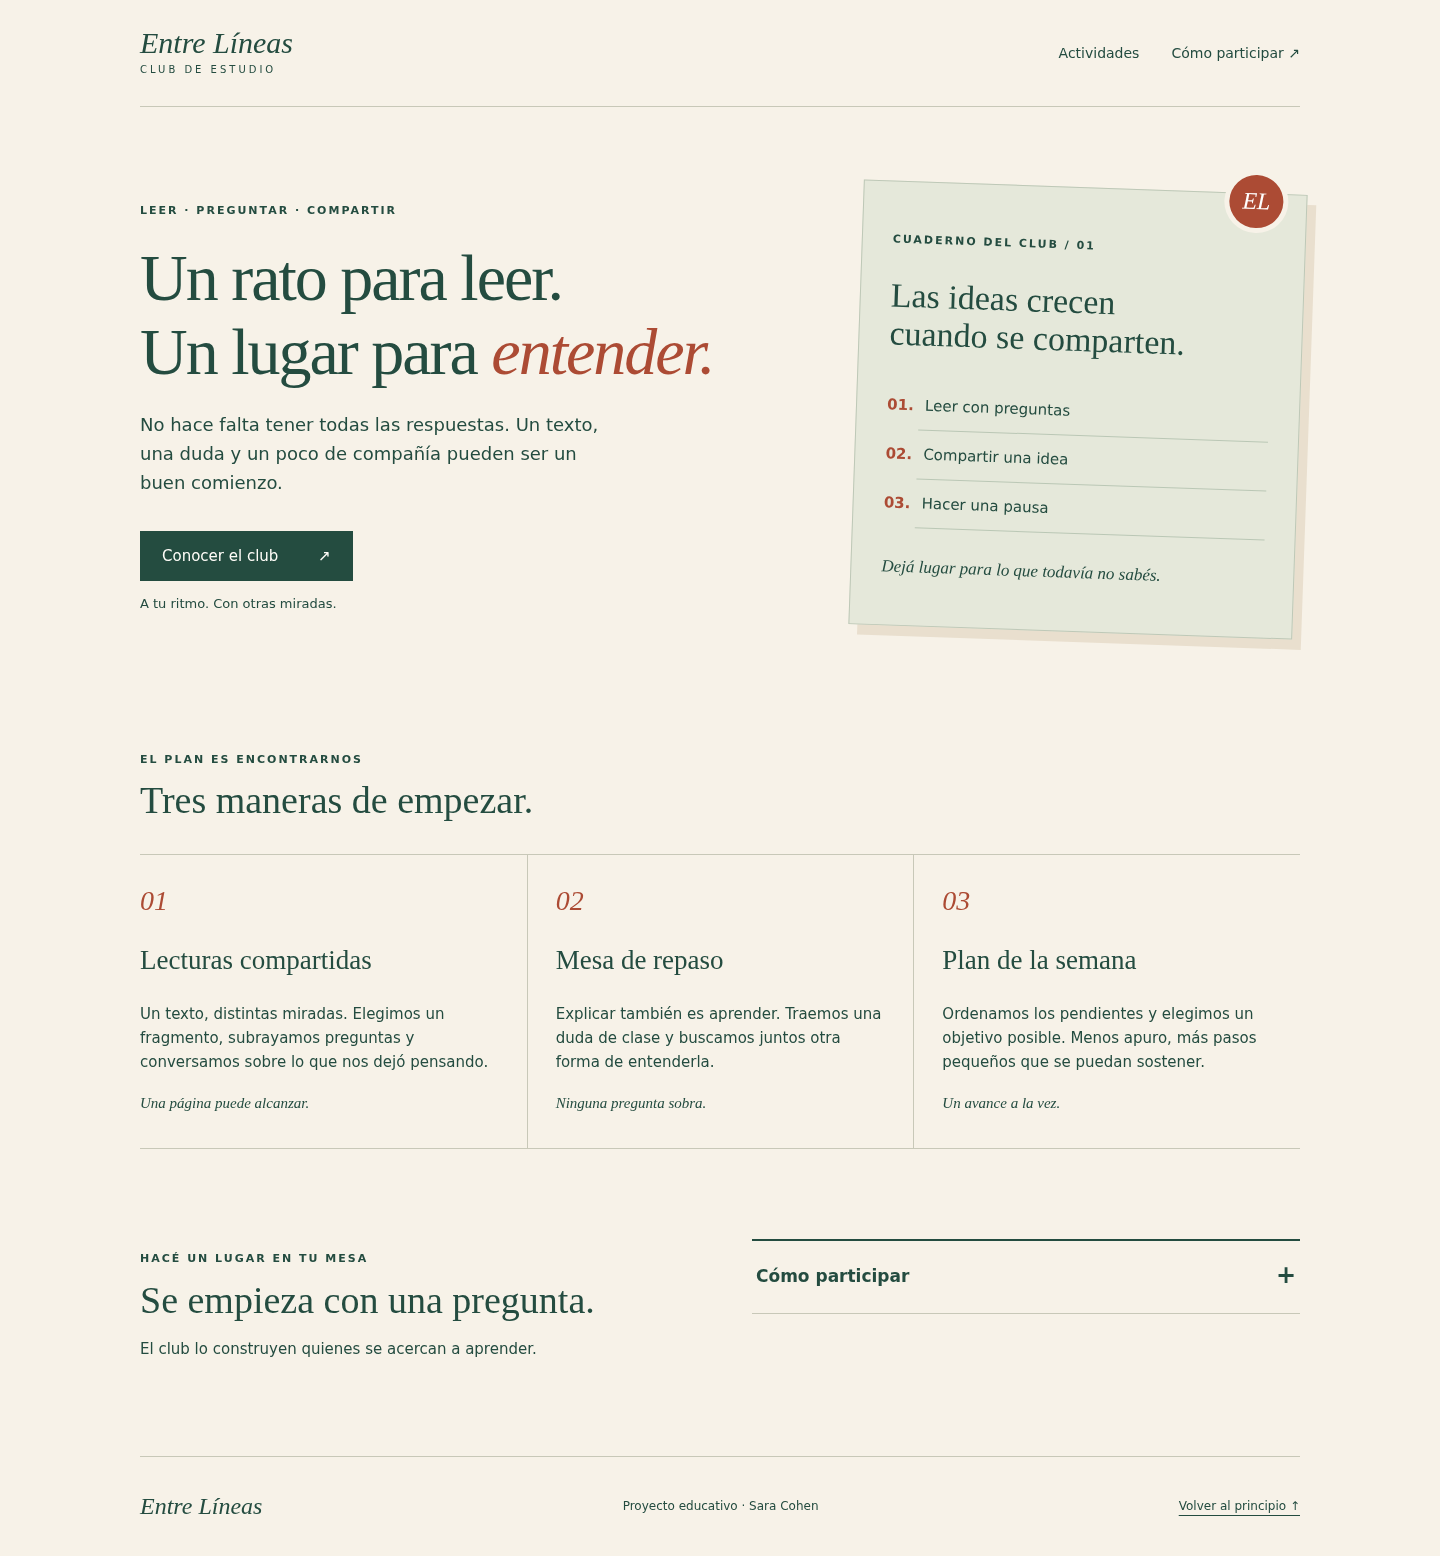 Entre Líneas
CLUB DE ESTUDIO
Actividades
Cómo participar ↗
LEER · PREGUNTAR · COMPARTIR
Un rato para leer.
Un lugar para entender.
No hace falta tener todas las respuestas. Un texto,
una duda y un poco de compañía pueden ser un
buen comienzo.
Conocer el club ↗
A tu ritmo. Con otras miradas.
EL
CUADERNO DEL CLUB / 01
Las ideas crecen
cuando se comparten.
01. Leer con preguntas
02. Compartir una idea
03. Hacer una pausa
Dejá lugar para lo que todavía no sabés.
EL PLAN ES ENCONTRARNOS
Tres maneras de empezar.
01
Lecturas compartidas
Un texto, distintas miradas. Elegimos un
fragmento, subrayamos preguntas y
conversamos sobre lo que nos dejó pensando.
Una página puede alcanzar.
02
Mesa de repaso
Explicar también es aprender. Traemos una
duda de clase y buscamos juntos otra
forma de entenderla.
Ninguna pregunta sobra.
03
Plan de la semana
Ordenamos los pendientes y elegimos un
objetivo posible. Menos apuro, más pasos
pequeños que se puedan sostener.
Un avance a la vez.
HACÉ UN LUGAR EN TU MESA
Se empieza con una pregunta.
El club lo construyen quienes se acercan a aprender.
Cómo participar +
Entre Líneas
Proyecto educativo · Sara Cohen
Volver al principio ↑